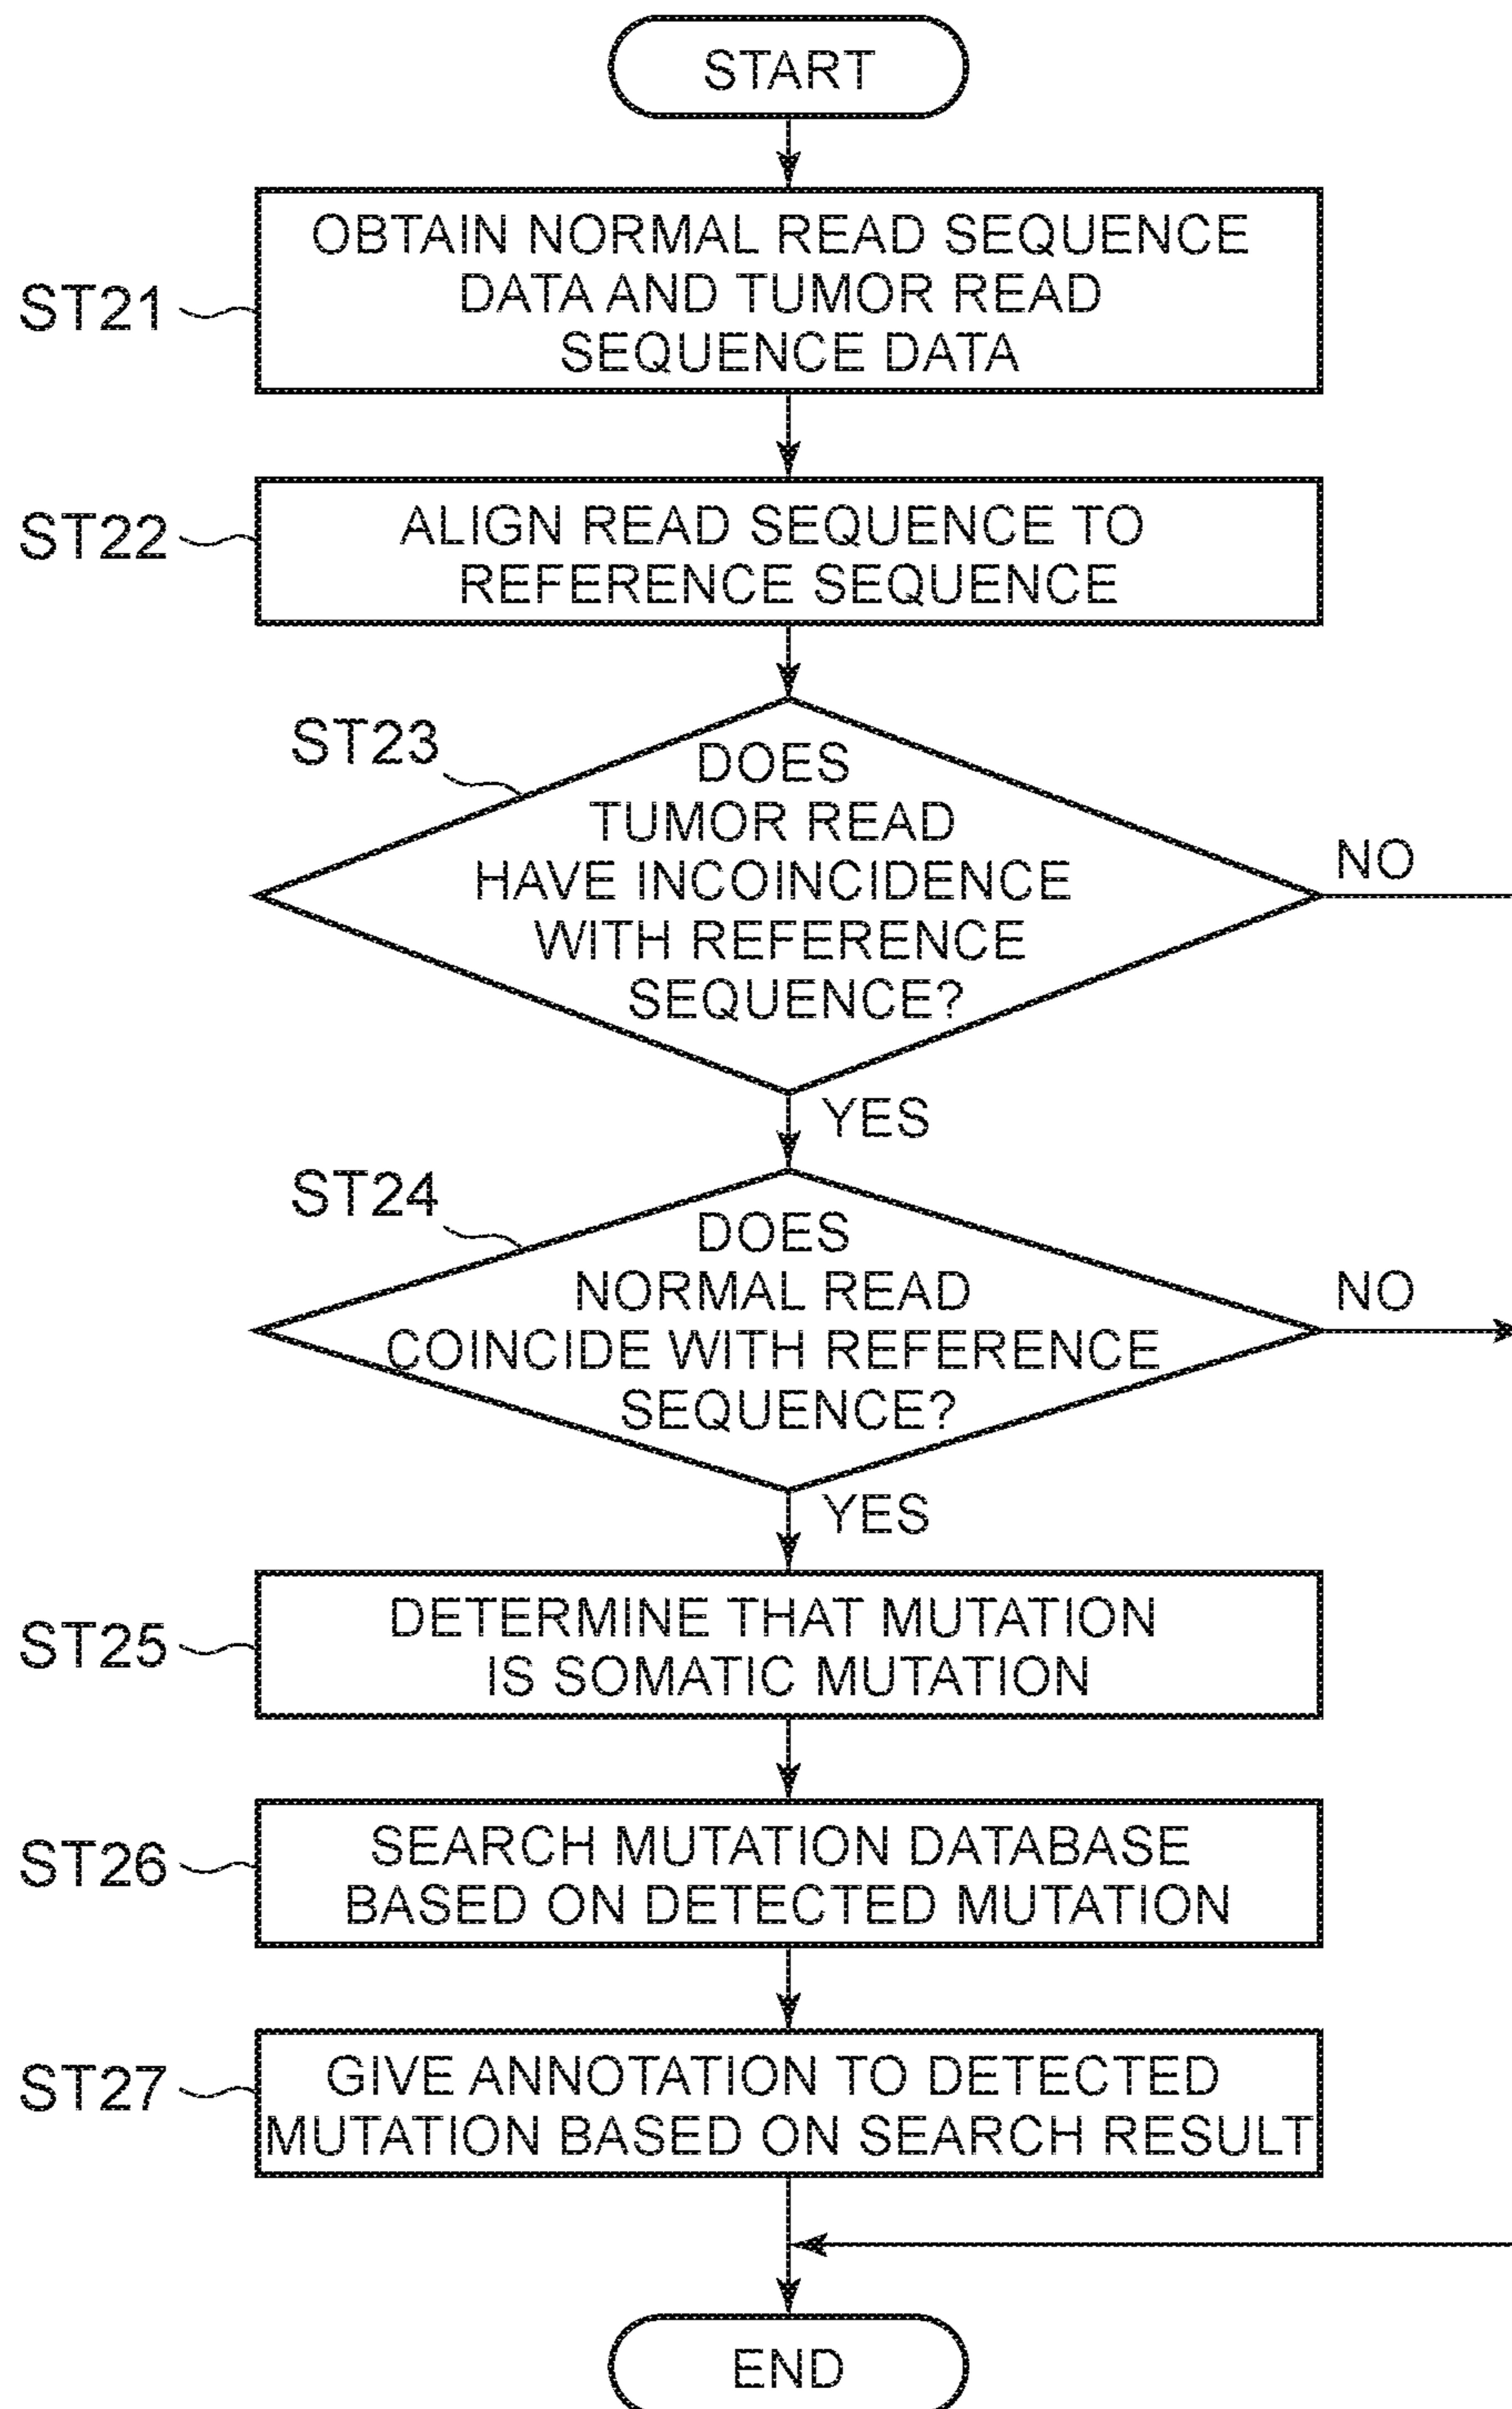 START
OBTAIN NORMAL READ SEQUENCE
DATA AND TUMOR READ
SEQUENCE DATA
ST21
ALIGN READ SEQUENCE TO
REFERENCE SEQUENCE
ST22
ST23
DOES
TUMOR READ
HAVE INCOINCIDENCE
WITH REFERENCE
SEQUENCE?
NO
YES
ST24
DOES
NORMAL READ
COINCIDE WITH REFERENCE
SEQUENCE?
NO
YES
DETERMINE THAT MUTATION
IS SOMATIC MUTATION
ST25
SEARCH MUTATION DATABASE
BASED ON DETECTED MUTATION
ST26
GIVE ANNOTATION TO DETECTED
MUTATION BASED ON SEARCH RESULT
ST27
END